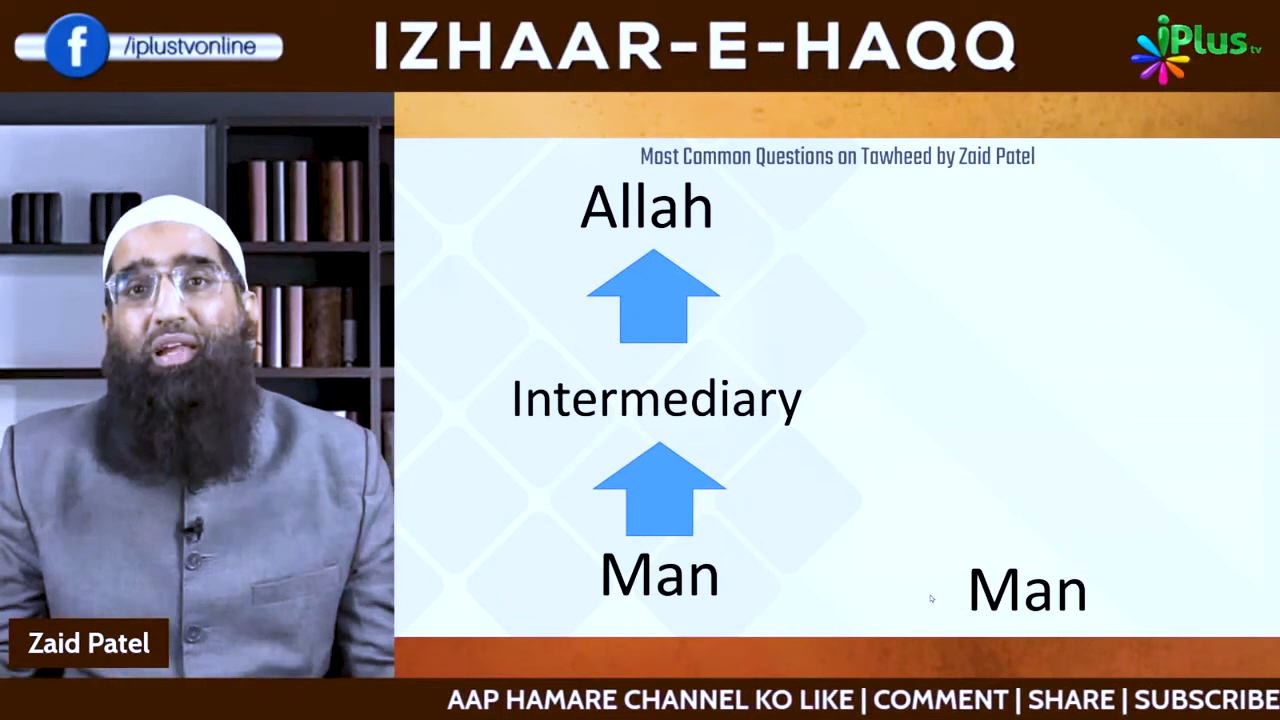 /iplustvonline
IZHAAR-E-HAQQ
iPlus tv
Most Common Questions on Tawheed by Zaid Patel
Allah
Intermediary
Man
Man
Zaid Patel
AAP HAMARE CHANNEL KO LIKE | COMMENT | SHARE | SUBSCRIBE